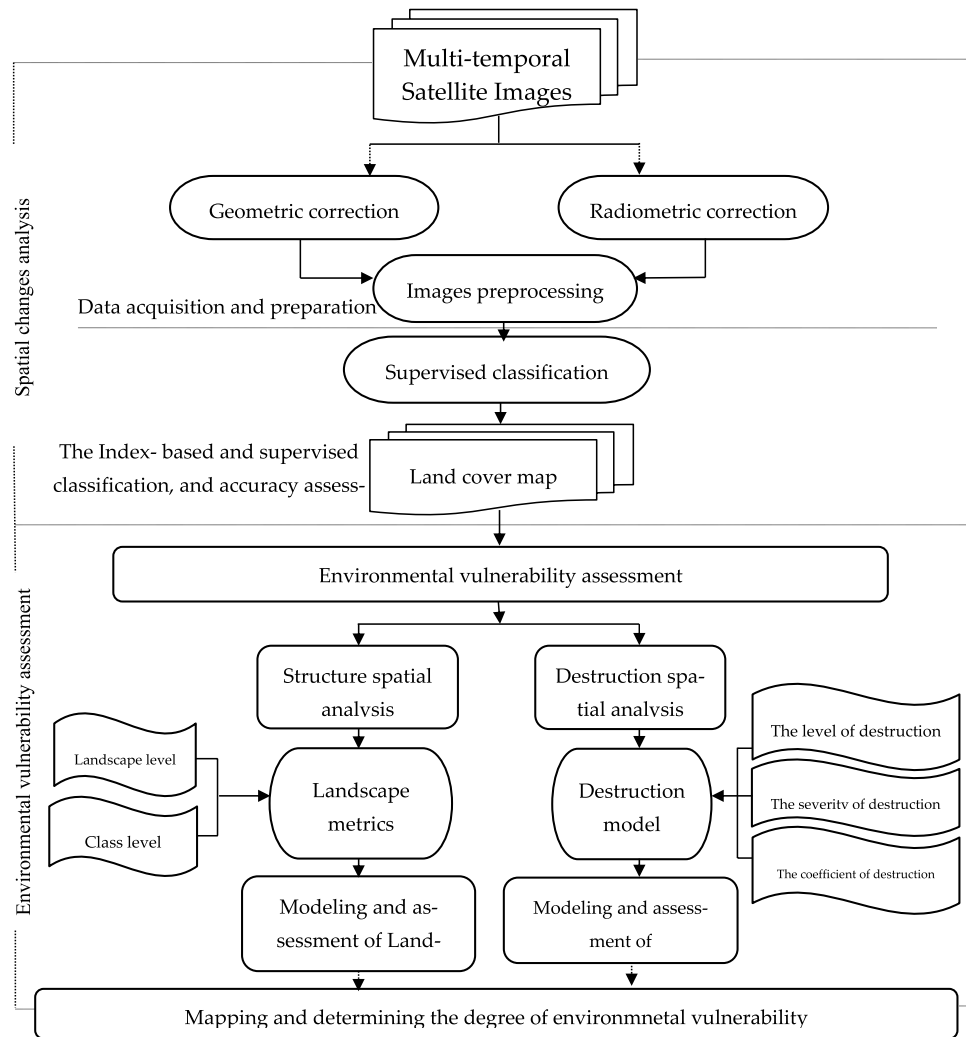 Multi-temporal
Satellite Images
Geometric correction
Radiometric correction
Images preprocessing
Data acquisition and preparation
Spatial changes analysis
Supervised classification
The Index- based and supervised
classification, and accuracy assess-
Land cover map
Environmental vulnerability assessment
Environmental vulnerability assessment
Structure spatial
analysis
Destruction spa-
tial analysis
Landscape level
Class level
Landscape
metrics
Destruction
model
The level of destruction
The severity of destruction
The coefficient of destruction
Modeling and as-
sessment of Land-
Modeling and assess-
ment of
Mapping and determining the degree of environmnetal vulnerability